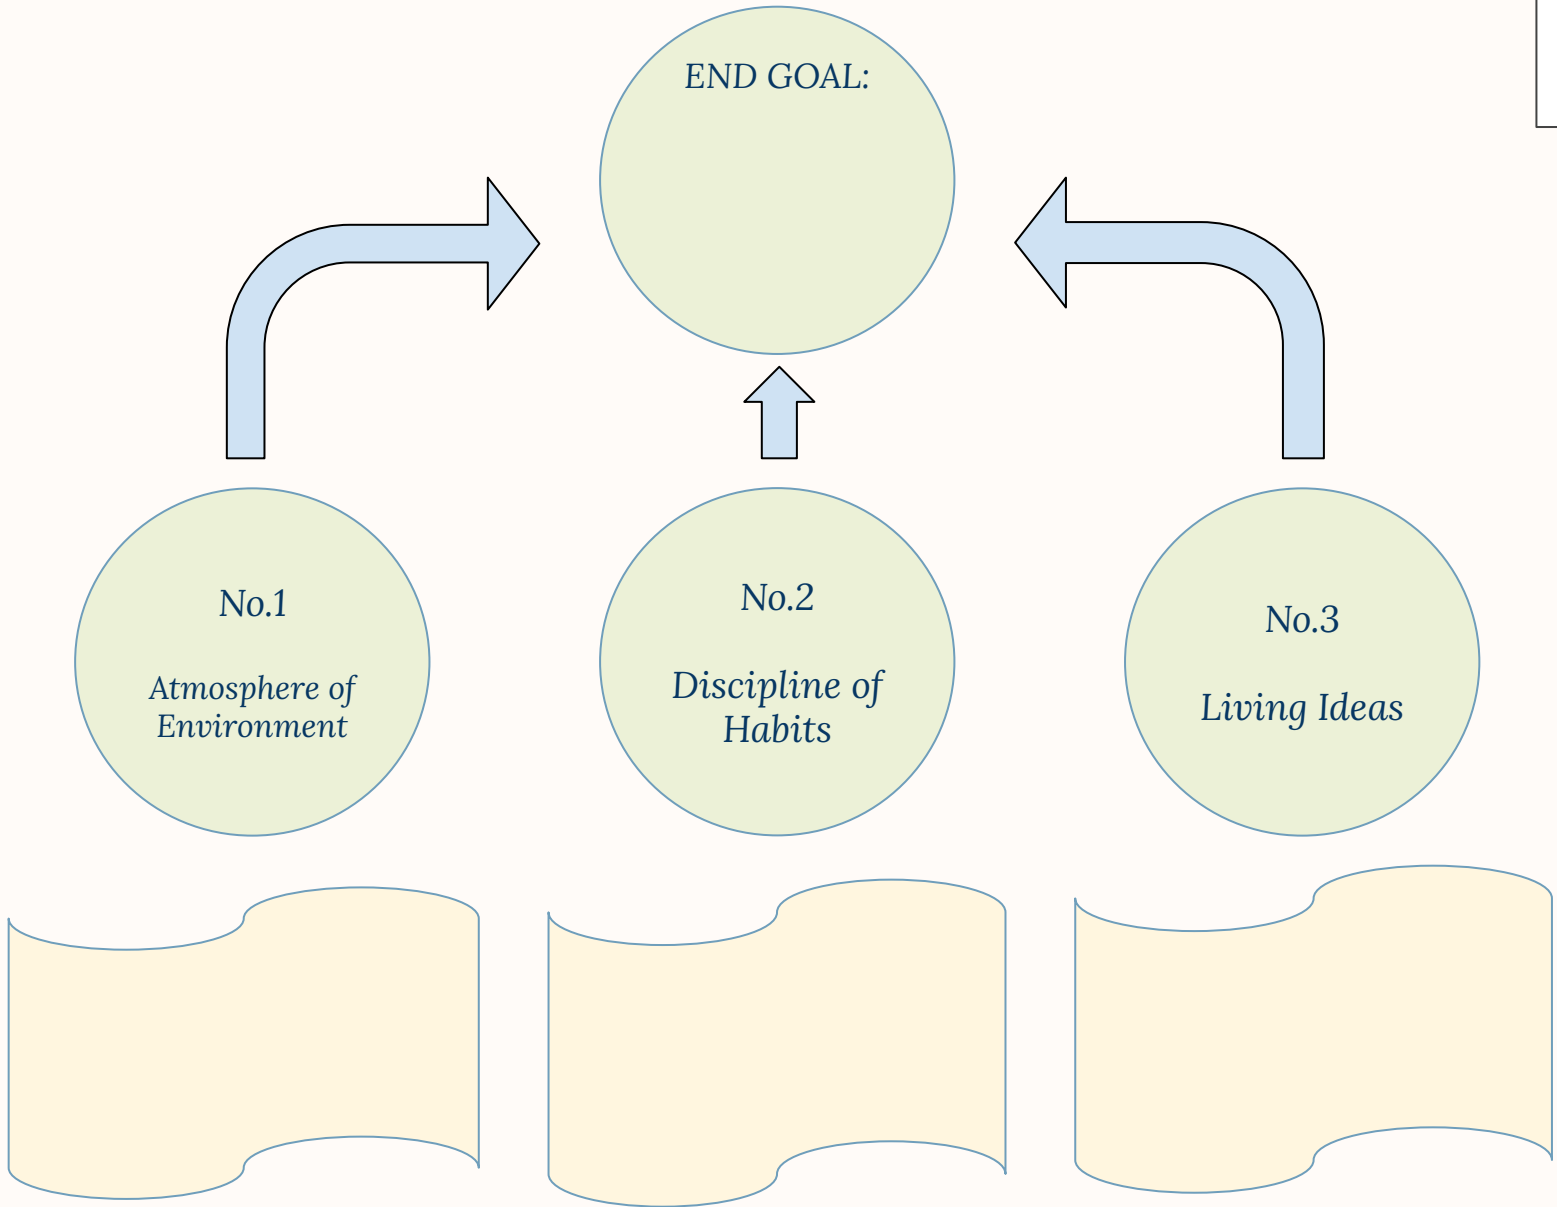 END GOAL:
No.1
Atmosphere of
Environment
No.2
Discipline of
Habits
No.3
Living Ideas